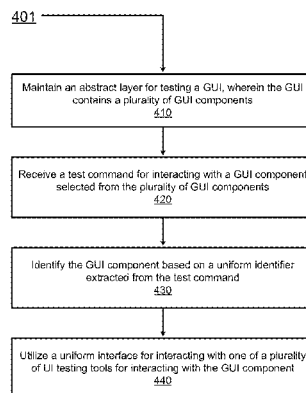 401
Maintain an abstract layer for testing a GUI, wherein the GUI
contains a plurality of GUI components
410
Receive a test command for interacting with a GUI component
selected from the plurality of GUI components
420
Identify the GUI component based on a uniform identifier
extracted from the test command
430
Utilize a uniform interface for interacting with one of a plurality
of UI testing tools for interacting with the GUI component
440